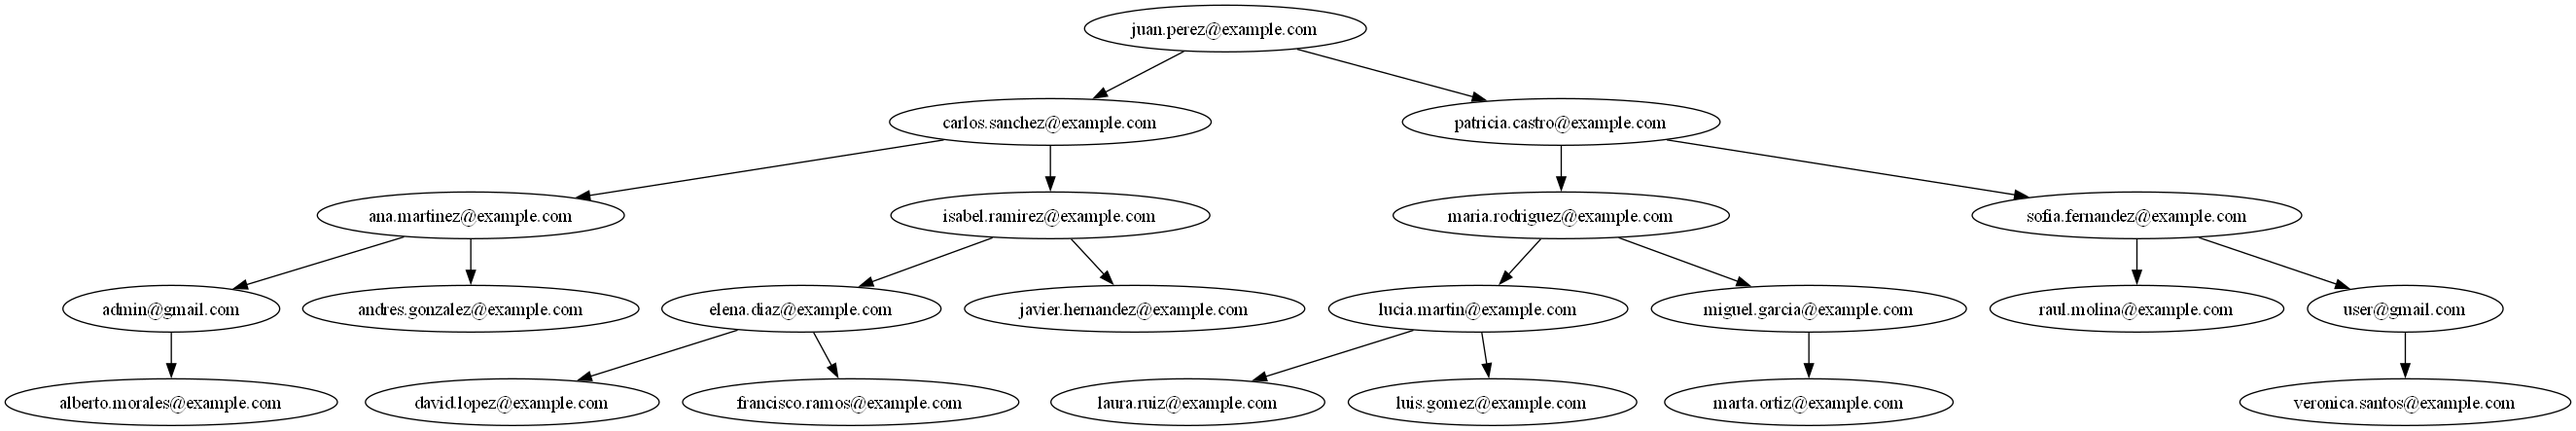 juan.perez@example.com
carlos.sanchez@example.com
patricia.castro@example.com
ana.martinez@example.com
isabel.ramirez@example.com
maria.rodriguez@example.com
sofia.fernandez@example.com
admin@gmail.com
andres.gonzalez@example.com
elena.diaz@example.com
javier.hernandez@example.com
lucia.martin@example.com
miguel.garcia@example.com
raul.molina@example.com
user@gmail.com
alberto.morales@example.com
david.lopez@example.com
francisco.ramos@example.com
laura.ruiz@example.com
luis.gomez@example.com
marta.ortiz@example.com
veronica.santos@example.com